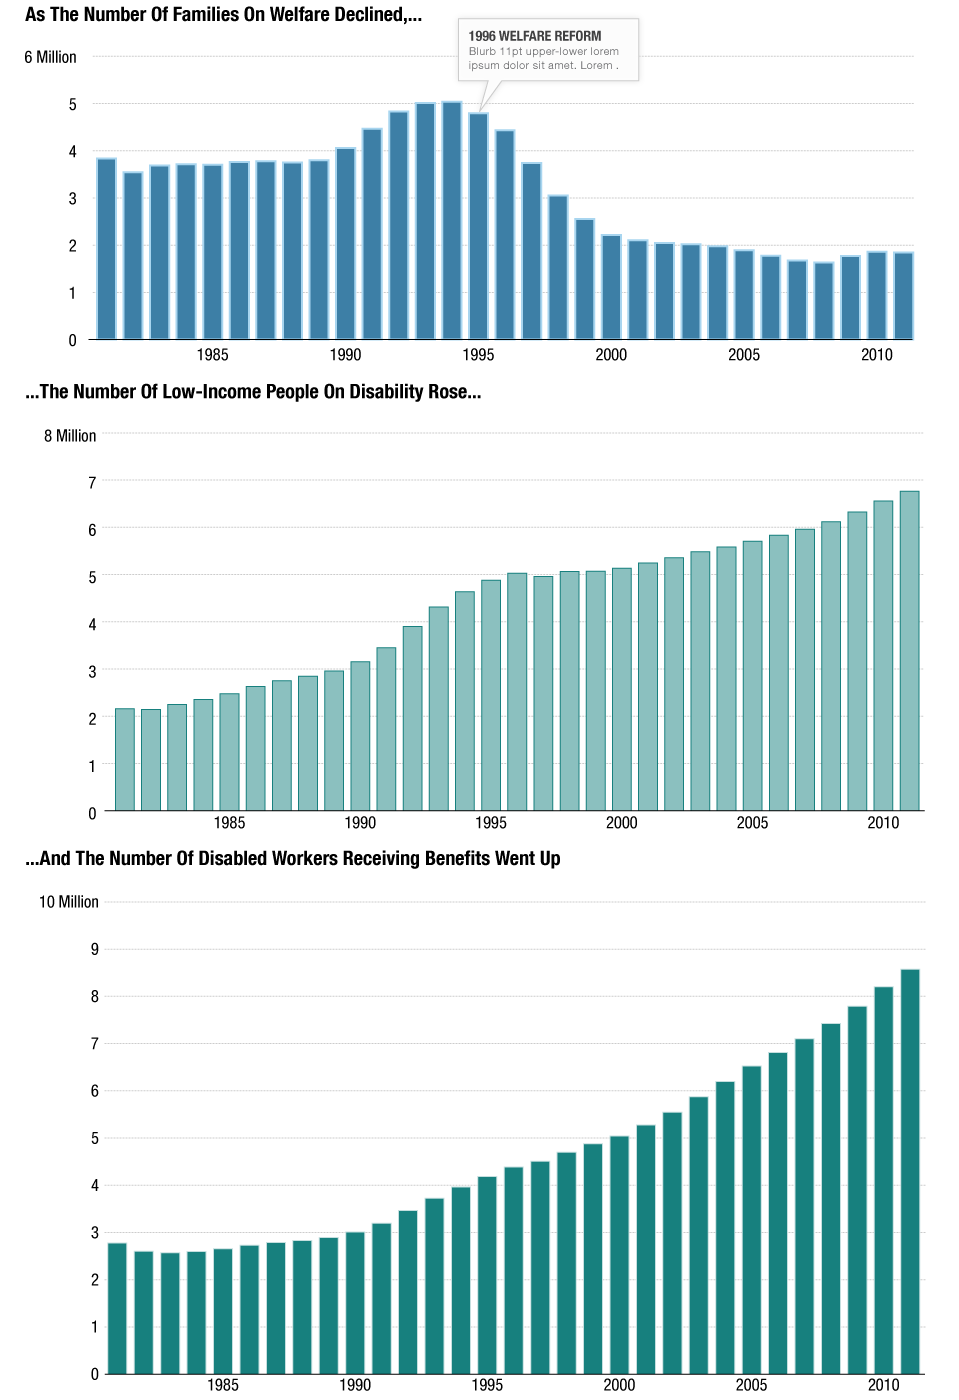 As The Number Of Families On Welfare Declined,...
1996 WELFARE REFORM
Blurb 11pt upper-lower lorem
ipsum dolor sit amet. Lorem .
6 Million
5
4
3
2
1
0
1985 1990 1995 2000 2005 2010
...The Number Of Low-Income People On Disability Rose...
8 Million
7
6
5
4
3
2
1
0
1985 1990 1995 2000 2005 2010
...And The Number Of Disabled Workers Receiving Benefits Went Up
10 Million
9
8
7
6
5
4
3
2
1
0
1985 1990 1995 2000 2005 2010